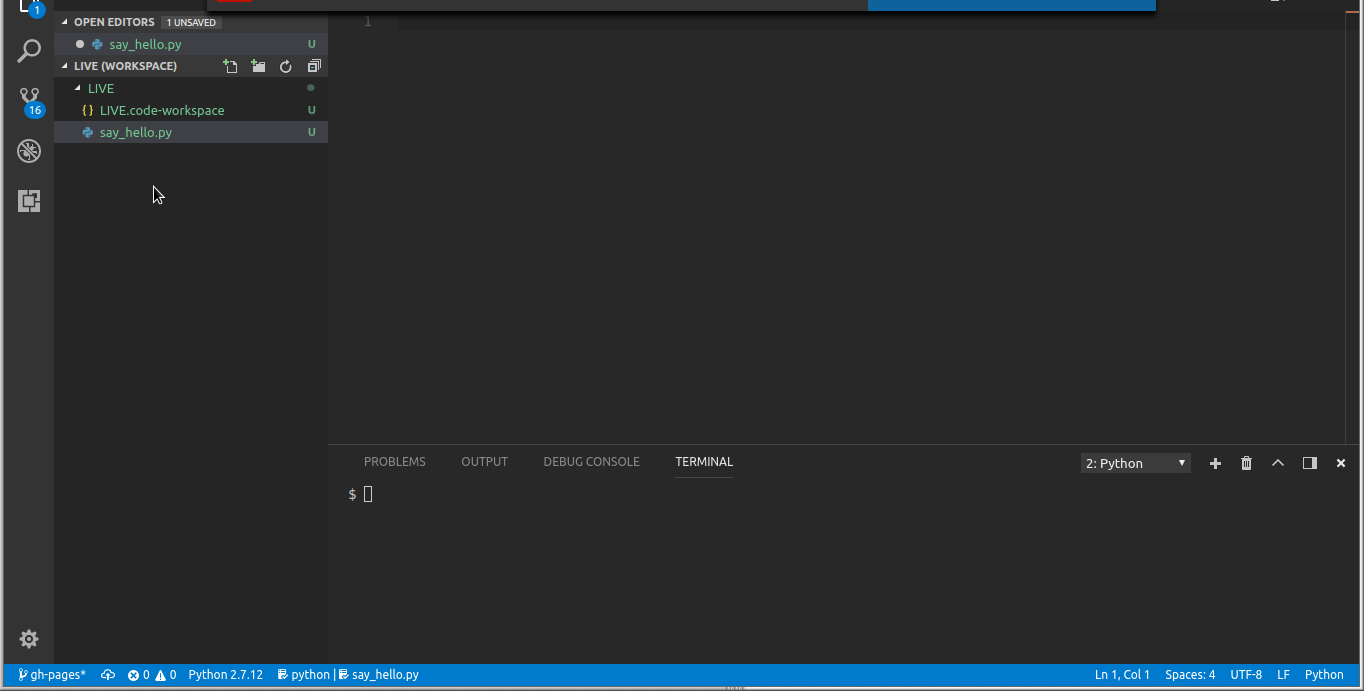 1
OPEN EDITORS 1 UNSAVED
1
say_hello.py U
LIVE (WORKSPACE)
LIVE
{} LIVE.code-workspace U
16
say_hello.py U
PROBLEMS OUTPUT DEBUG CONSOLE TERMINAL 2: Python
$
gh-pages* 0 0 Python 2.7.12 python | say_hello.py Ln 1, Col 1 Spaces: 4 UTF-8 LF Python